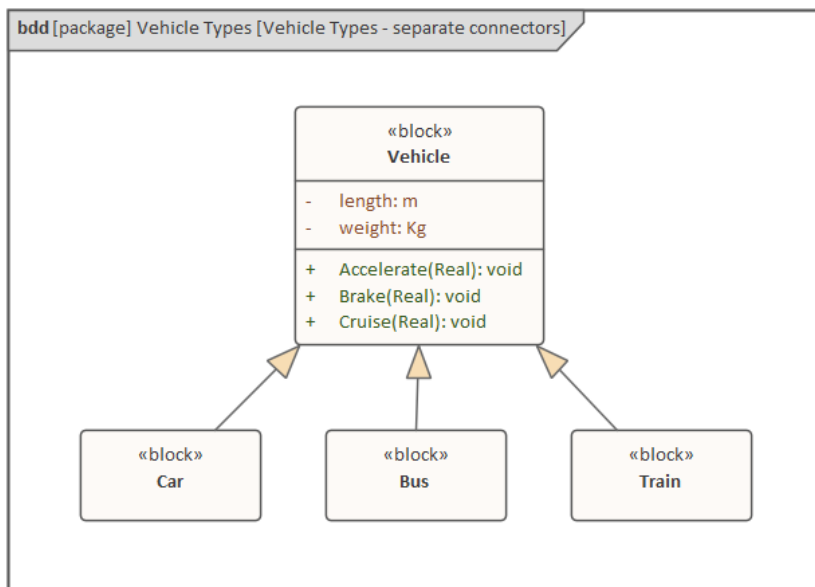 bdd [package] Vehicle Types [Vehicle Types - separate connectors]
«block»
Vehicle
- length: m
- weight: Kg
+ Accelerate(Real): void
+ Brake(Real): void
+ Cruise(Real): void
«block»
Car
«block»
Bus
«block»
Train